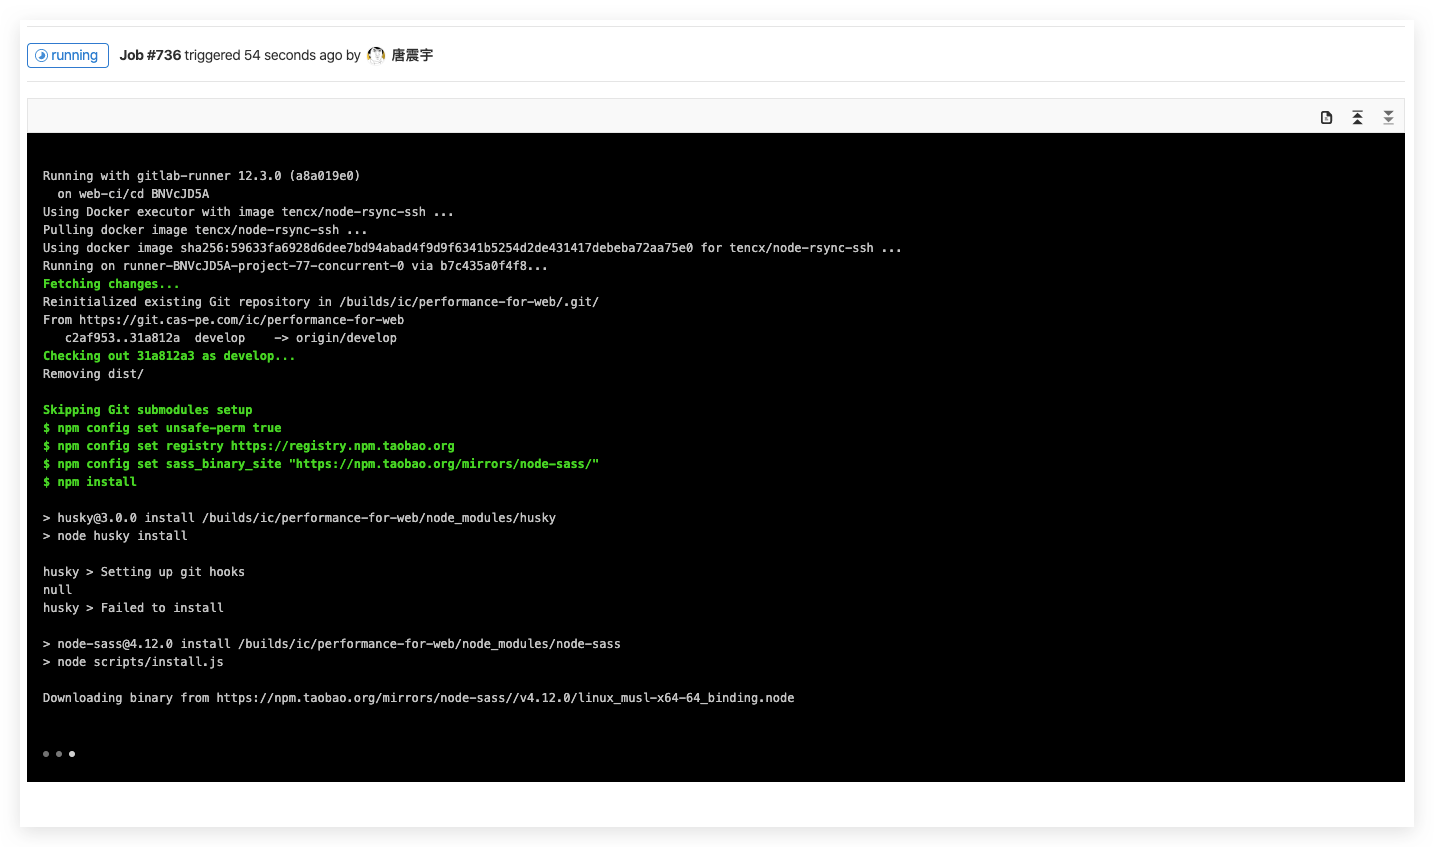 running Job #736 triggered 54 seconds ago by 唐震宇
Running with gitlab-runner 12.3.0 (a8a019e0)
on web-ci/cd BNVcJD5A
Using Docker executor with image tencx/node-rsync-ssh ...
Pulling docker image tencx/node-rsync-ssh ...
Using docker image sha256:59633fa6928d6dee7bd94abad4f9d9f6341b5254d2de431417debeba72aa75e0 for tencx/node-rsync-ssh ...
Running on runner-BNVcJD5A-project-77-concurrent-0 via b7c435a0f4f8...
Fetching changes...
Reinitialized existing Git repository in /builds/ic/performance-for-web/.git/
From https://git.cas-pe.com/ic/performance-for-web
c2af953..31a812a  develop    -> origin/develop
Checking out 31a812a3 as develop...
Removing dist/
Skipping Git submodules setup
$ npm config set unsafe-perm true
$ npm config set registry https://registry.npm.taobao.org
$ npm config set sass_binary_site "https://npm.taobao.org/mirrors/node-sass/"
$ npm install
> husky@3.0.0 install /builds/ic/performance-for-web/node_modules/husky
> node husky install
husky > Setting up git hooks
null
husky > Failed to install
> node-sass@4.12.0 install /builds/ic/performance-for-web/node_modules/node-sass
> node scripts/install.js
Downloading binary from https://npm.taobao.org/mirrors/node-sass//v4.12.0/linux_musl-x64-64_binding.node